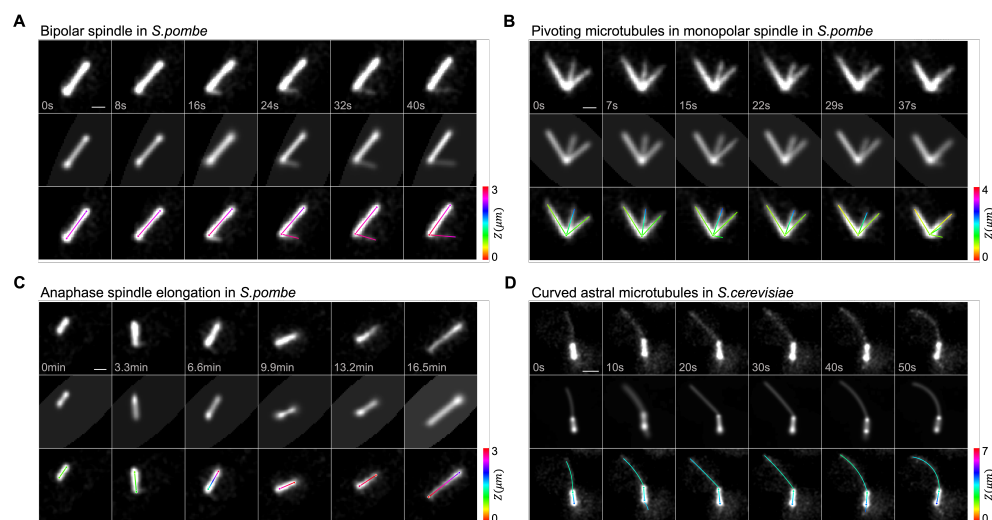 A Bipolar spindle in S.pombe
0s 8s 16s 24s 32s 40s
3
Z(μm)
0
B Pivoting microtubules in monopolar spindle in S.pombe
0s 7s 15s 22s 29s 37s
4
Z(μm)
0
C Anaphase spindle elongation in S.pombe
0min 3.3min 6.6min 9.9min 13.2min 16.5min
3
Z(μm)
0
D Curved astral microtubules in S.cerevisiae
0s 10s 20s 30s 40s 50s
7
Z(μm)
0